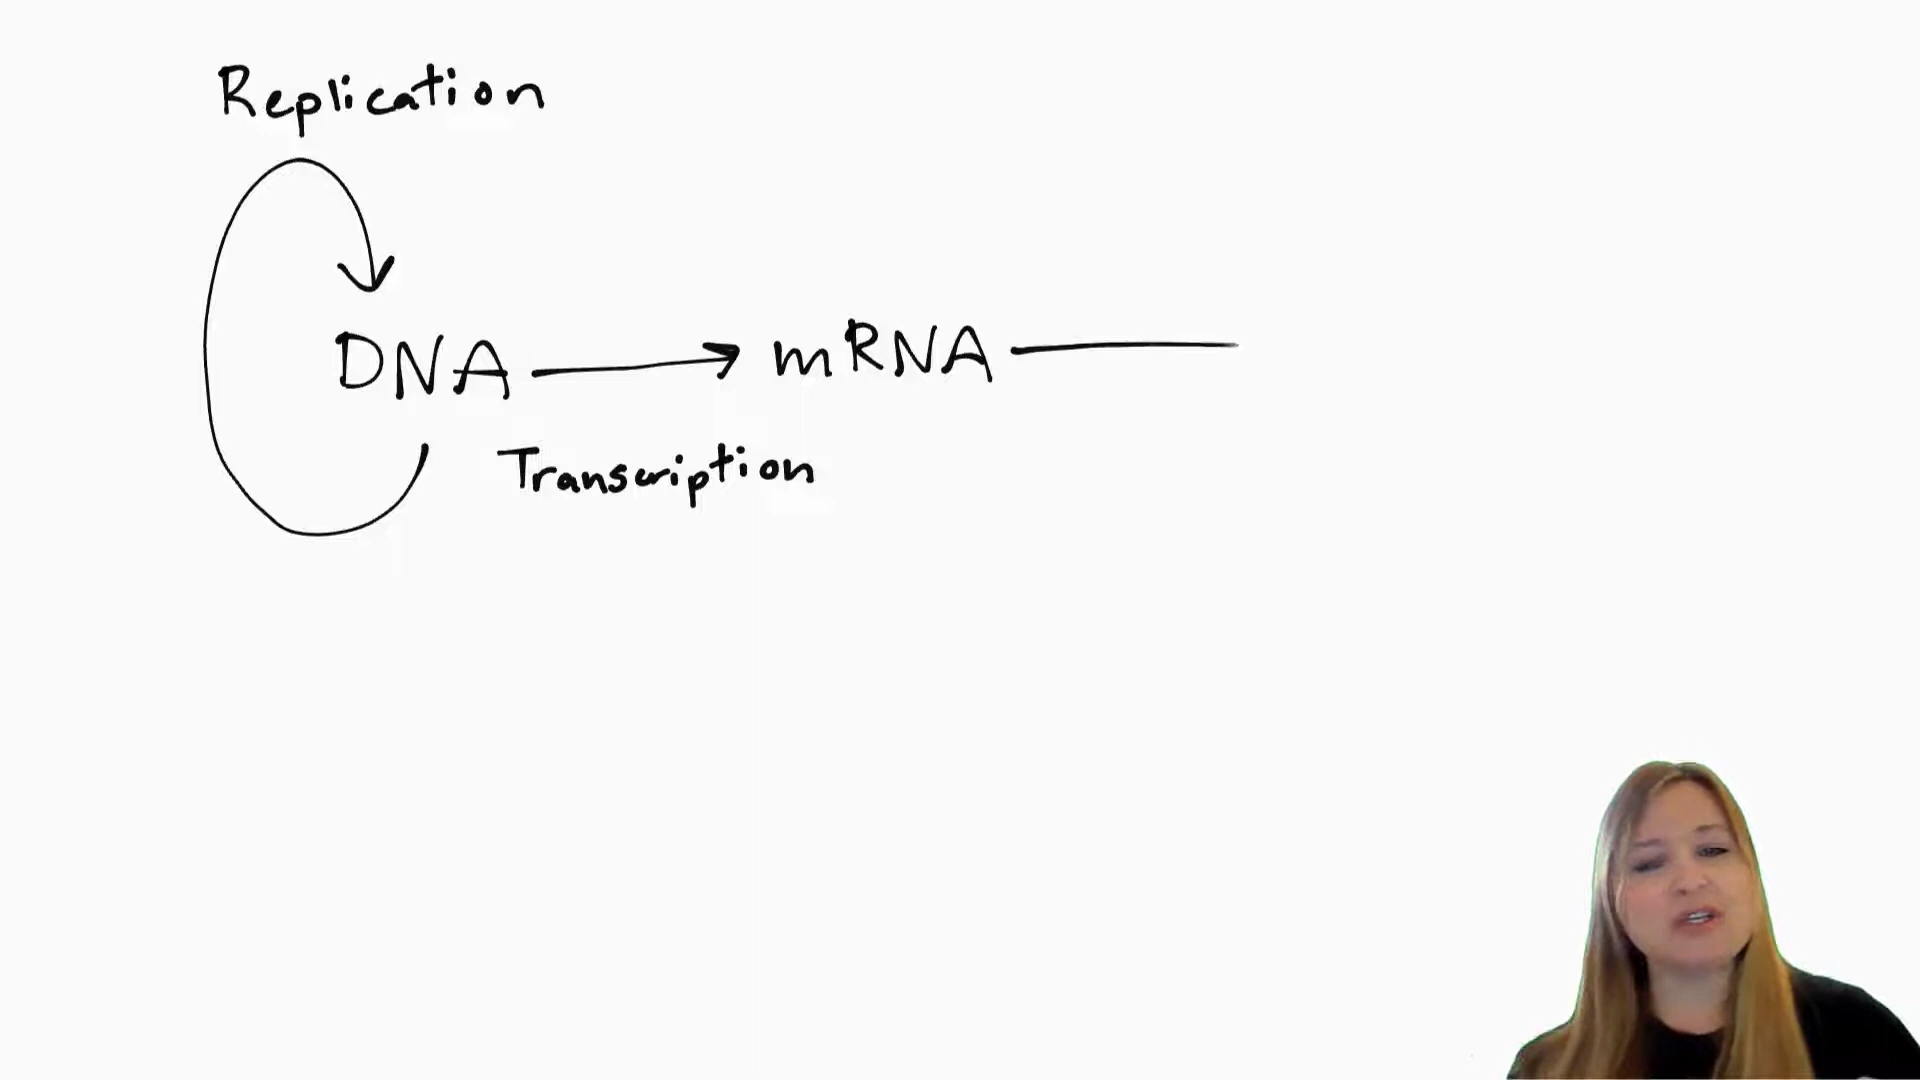 Replication
DNA → mRNA
Transcription